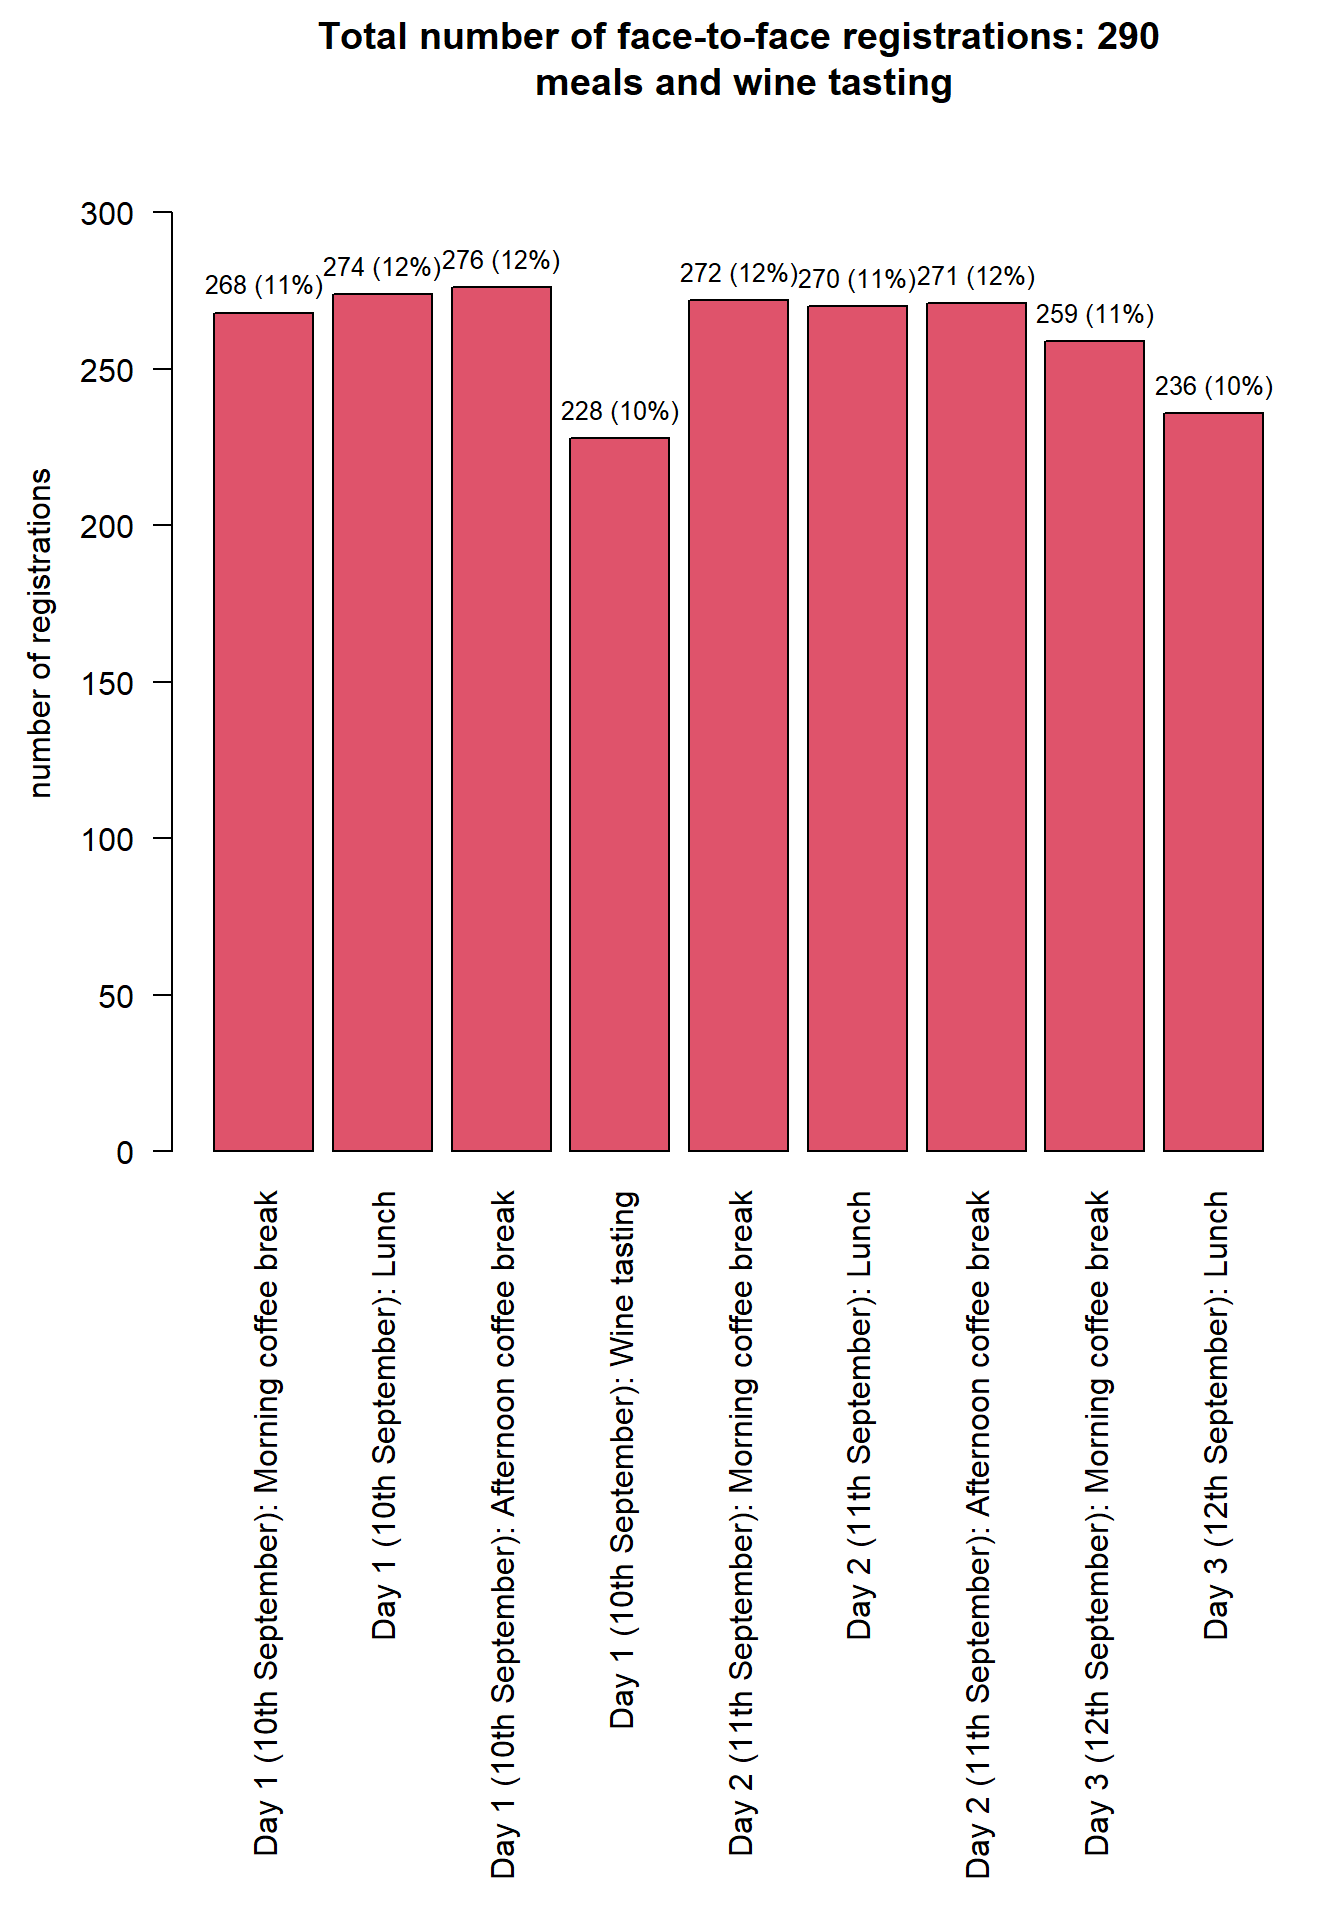 Total number of face-to-face registrations: 290
meals and wine tasting
number of registrations
300
250
200
150
100
50
0
268 (11%)
274 (12%)
276 (12%)
228 (10%)
272 (12%)
270 (11%)
271 (12%)
259 (11%)
236 (10%)
Day 1 (10th September): Morning coffee break
Day 1 (10th September): Lunch
Day 1 (10th September): Afternoon coffee break
Day 1 (10th September): Wine tasting
Day 2 (11th September): Morning coffee break
Day 2 (11th September): Lunch
Day 2 (11th September): Afternoon coffee break
Day 3 (12th September): Morning coffee break
Day 3 (12th September): Lunch